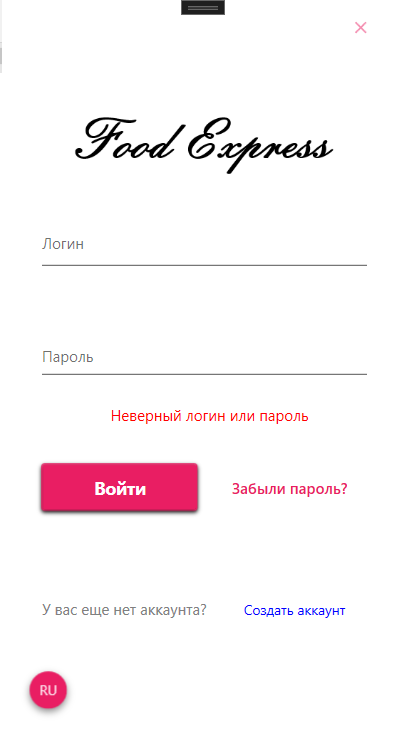 Food Express
Логин
Пароль
Неверный логин или пароль
Войти
Забыли пароль?
У вас еще нет аккаунта?
Создать аккаунт
RU